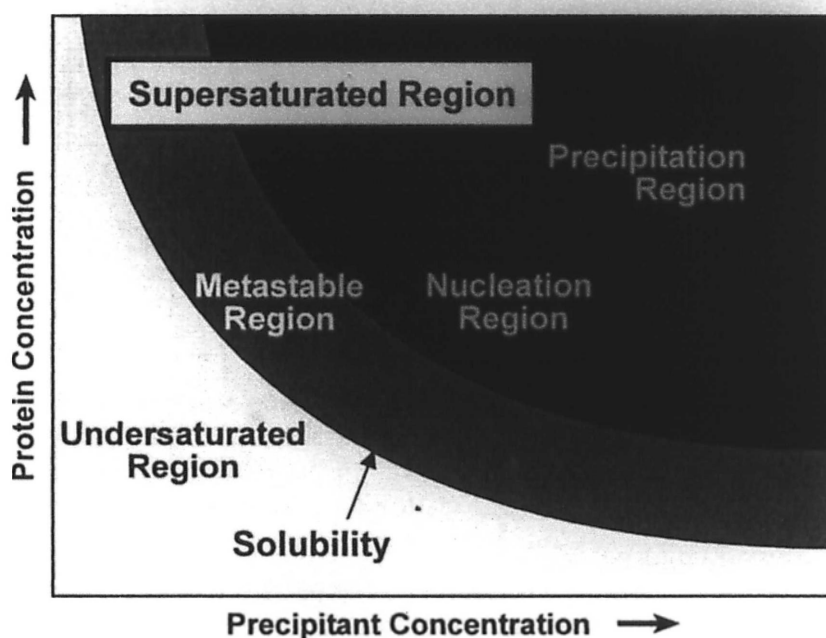 Supersaturated Region
Precipitation
Region
Metastable
Region
Nucleation
Region
Undersaturated
Region
Solubility
Protein Concentration
Precipitant Concentration